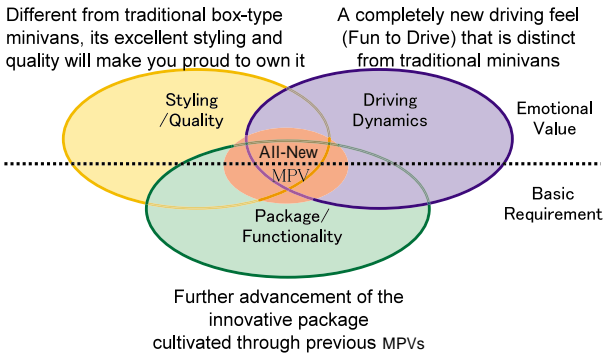 Different from traditional box-type
minivans, its excellent styling and
quality will make you proud to own it
A completely new driving feel
(Fun to Drive) that is distinct
from traditional minivans
Styling
/Quality
Driving
Dynamics
Emotional
Value
All-New
MPV
Basic
Requirement
Package/
Functionality
Further advancement of the
innovative package
cultivated through previous MPVs